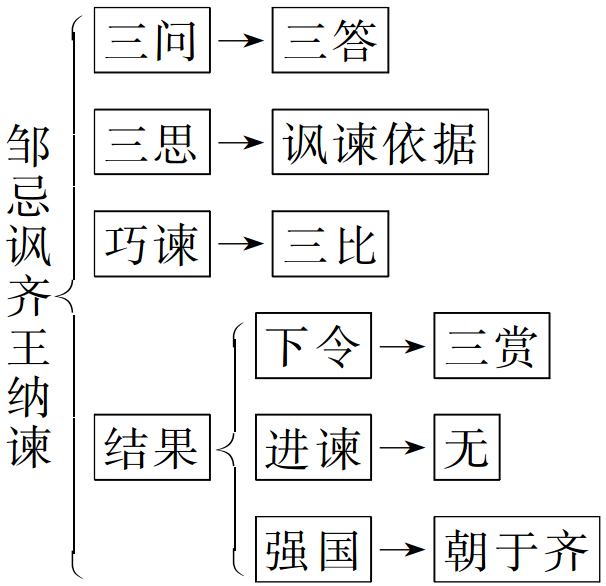 邹忌讽齐王纳谏
三问 → 三答
三思 → 讽谏依据
巧谏 → 三比
结果
下令 → 三赏
进谏 → 无
强国 → 朝于齐